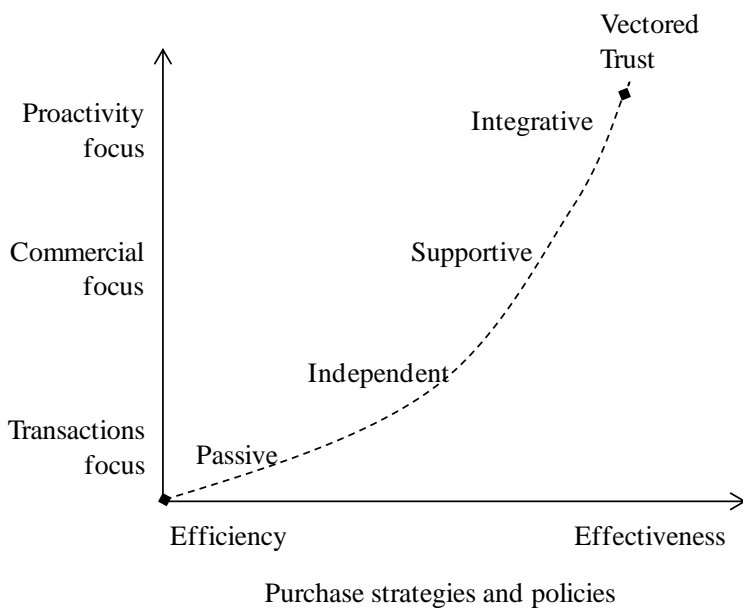 Vectored
Trust
Proactivity
focus
Integrative
Commercial
focus
Supportive
Independent
Transactions
focus
Passive
Efficiency
Effectiveness
Purchase strategies and policies